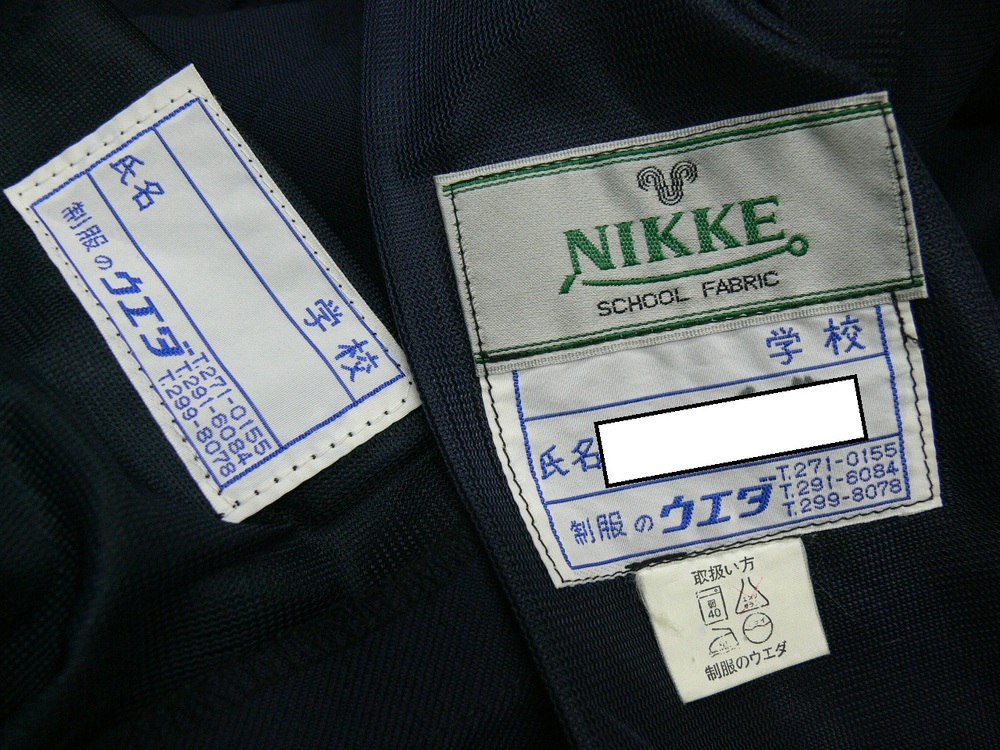 学校
氏名
制服のウエダ
T.271-0155
T.291-6084
T.299-8078
NIKKE
SCHOOL FABRIC
学校
氏名
制服のウエダ
T.271-0155
T.291-6084
T.299-8078
取扱い方
40
制服のウエダ